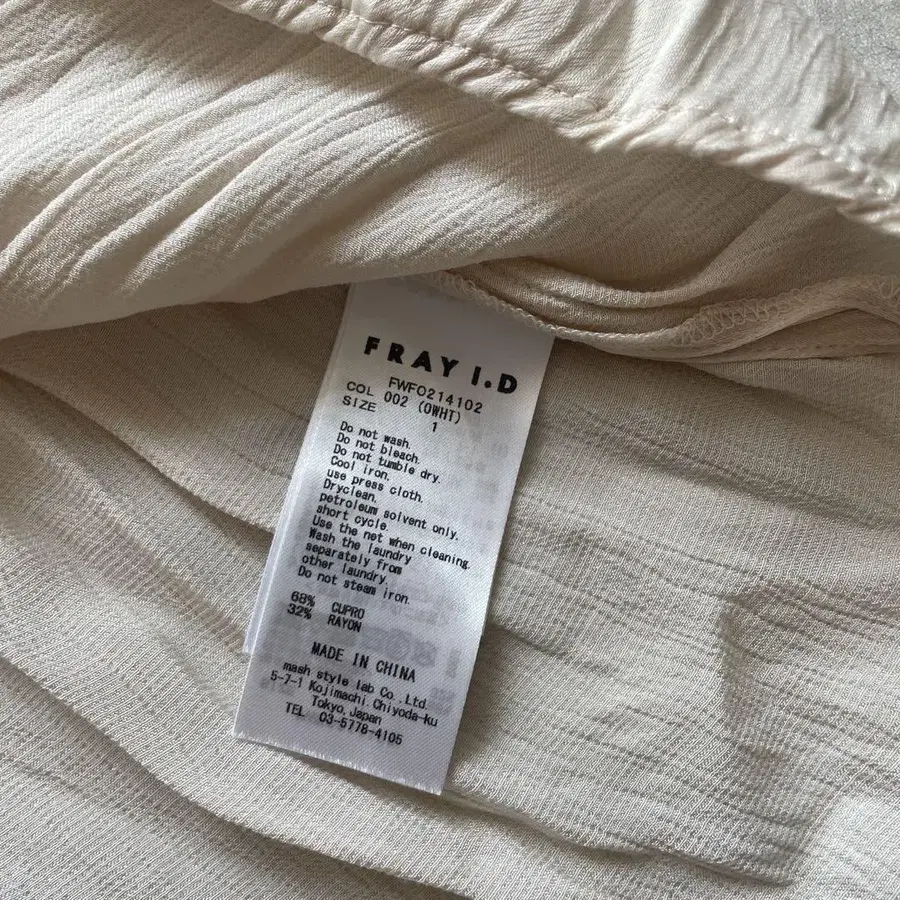 FRAY I.D
FWFO214102
COL 002 (OWHT)
SIZE 1
Do not wash.
Do not bleach.
Do not tumble dry.
Cool iron.
use press cloth.
Dryclean.
petroleum solvent only,
short cycle.
Use the net when cleaning.
Wash the laundry
separately from
other laundry.
Do not steam iron.
68% CUPRO
32% RAYON
MADE IN CHINA
mash style lab Co., Ltd.
5-7-1 Kojimachi, Chiyoda-ku
Tokyo, Japan
TEL 03-5778-4105